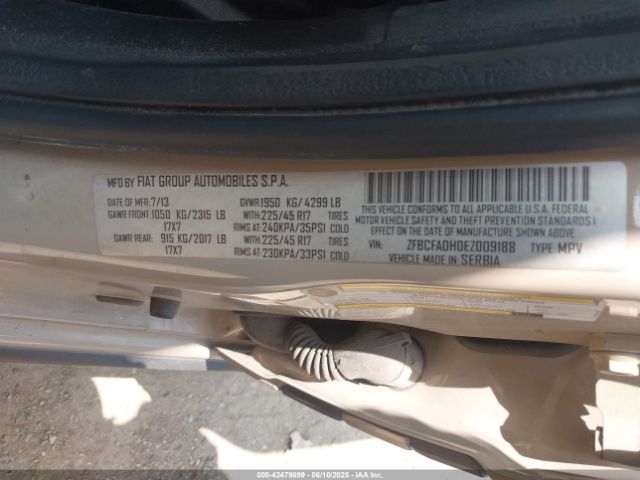 MFD BY FIAT GROUP AUTOMOBILES S.P.A.
DATE OF MFR: 7/13 GVWR: 1950 KG/4299 LB
GAWR FRONT: 1050 KG/2315 LB WITH: 225/45 R17 TIRES
17X7 RIMS AT: 240KPA/35PSI COLD
GAWR REAR: 915 KG/2017 LB WITH: 225/45 R17 TIRES
17X7 RIMS AT: 230KPA/33PSI COLD
THIS VEHICLE CONFORMS TO ALL APPLICABLE U.S.A. FEDERAL
MOTOR VEHICLE SAFETY AND THEFT PREVENTION STANDARDS I
EFFECT ON THE DATE OF MANUFACTURE SHOWN ABOVE
VIN: ZFBCFADH0EZ009188 TYPE MPV
VEHICLE MADE IN: SERBIA
000-42479699 - 06/10/2025 - IAAI.COM